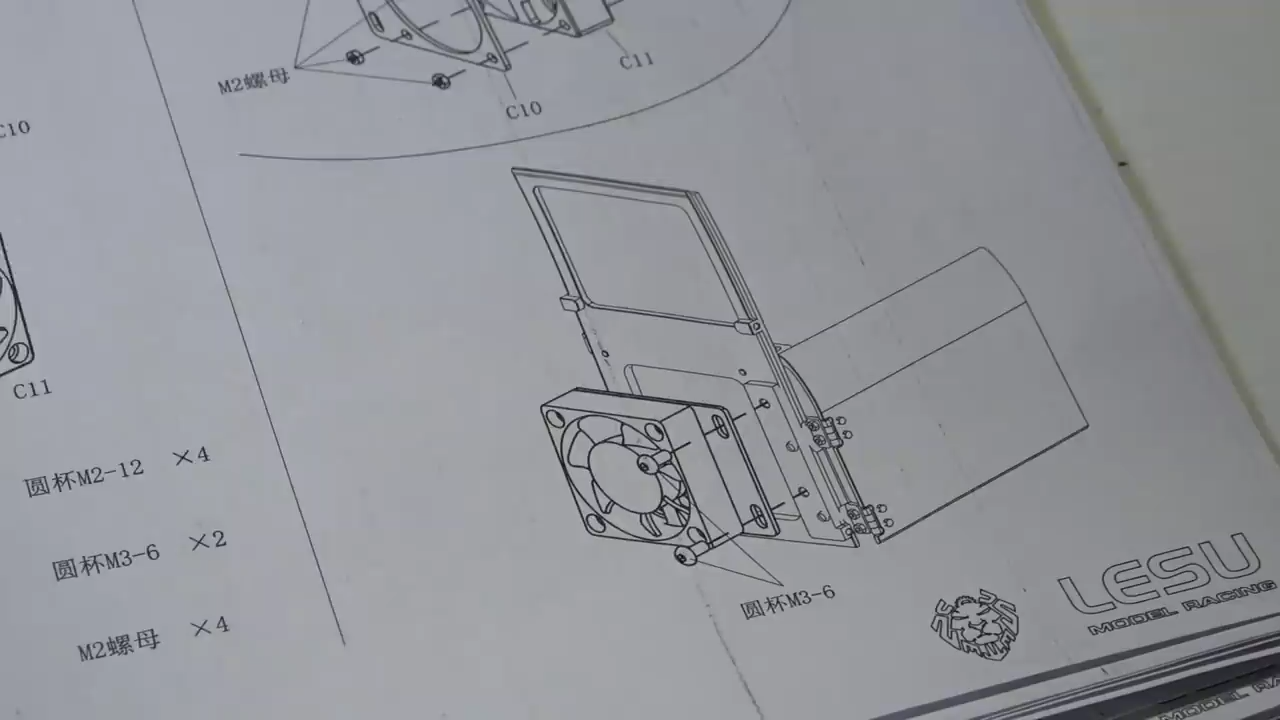 M2螺母
C11
C10
C10
C11
圆杯M2-12 ×4
圆杯M3-6 ×2
M2螺母 ×4
圆杯M3-6
LESU
MODEL RACING